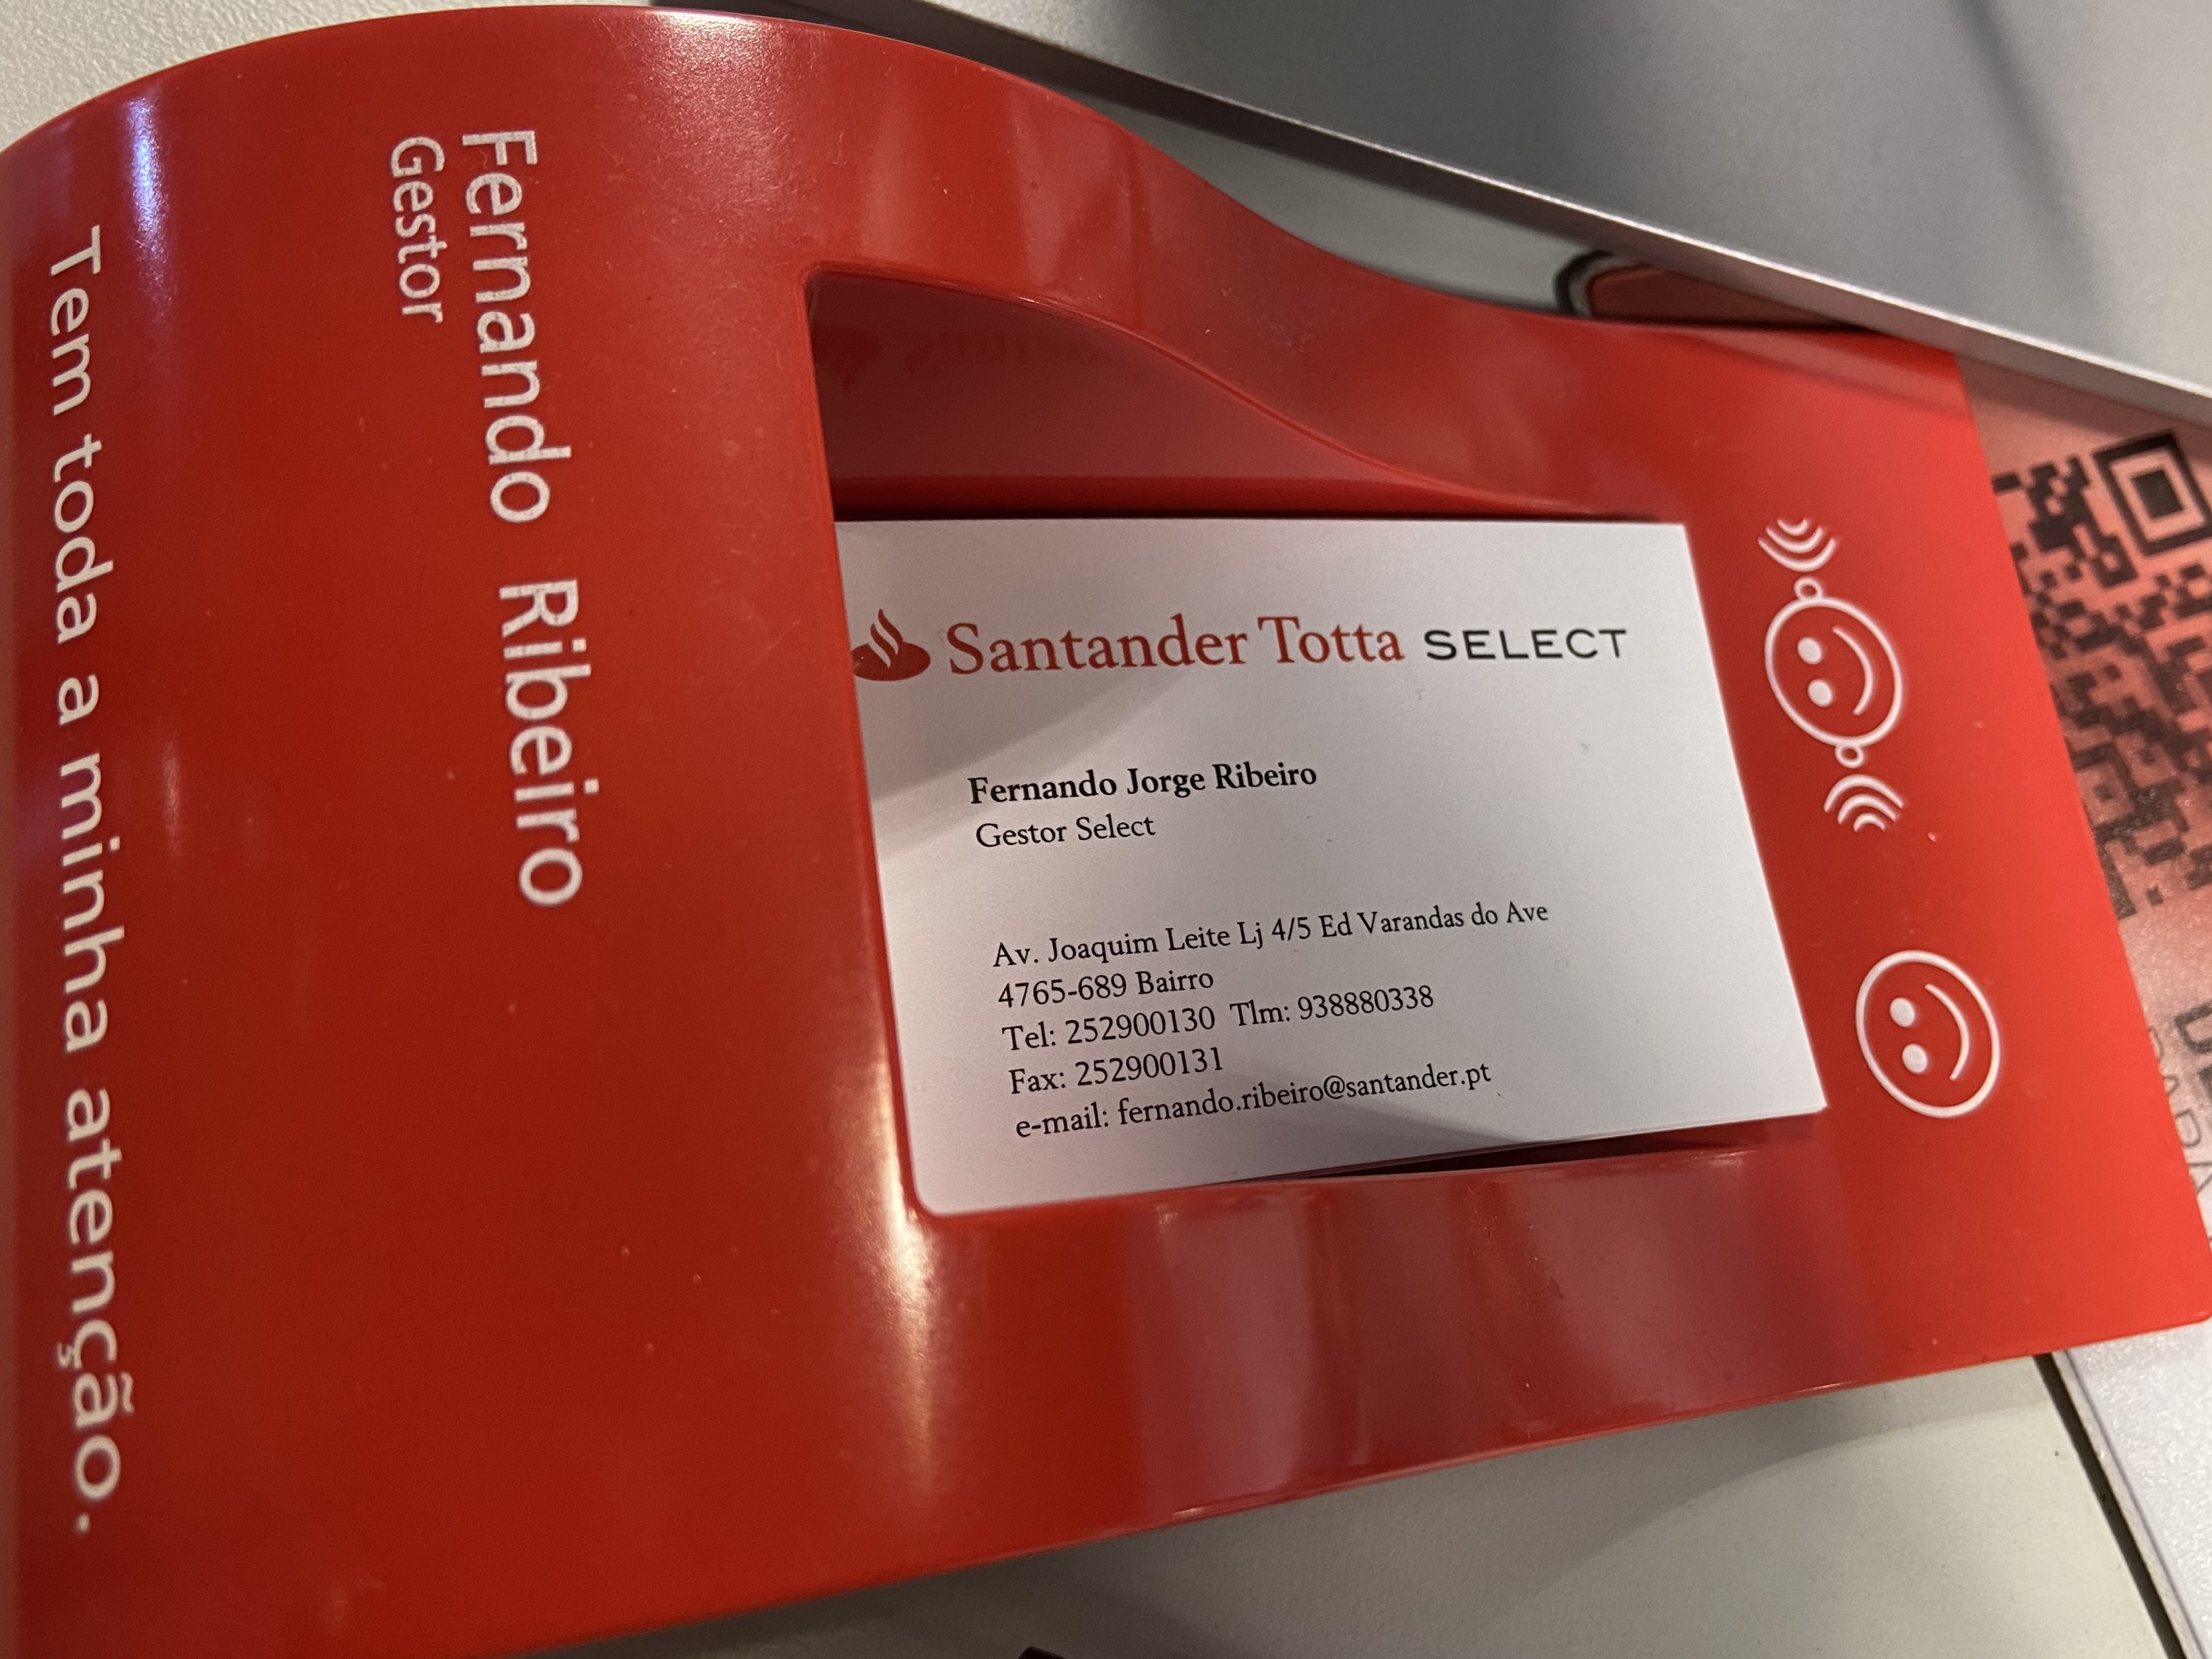 Tem toda a minha atenção.
Fernando Ribeiro
Gestor
Santander Totta SELECT
Fernando Jorge Ribeiro
Gestor Select
Av. Joaquim Leite Lj 4/5 Ed Varandas do Ave
4765-689 Bairro
Tel: 252900130 Tlm: 938880338
Fax: 252900131
e-mail: fernando.ribeiro@santander.pt